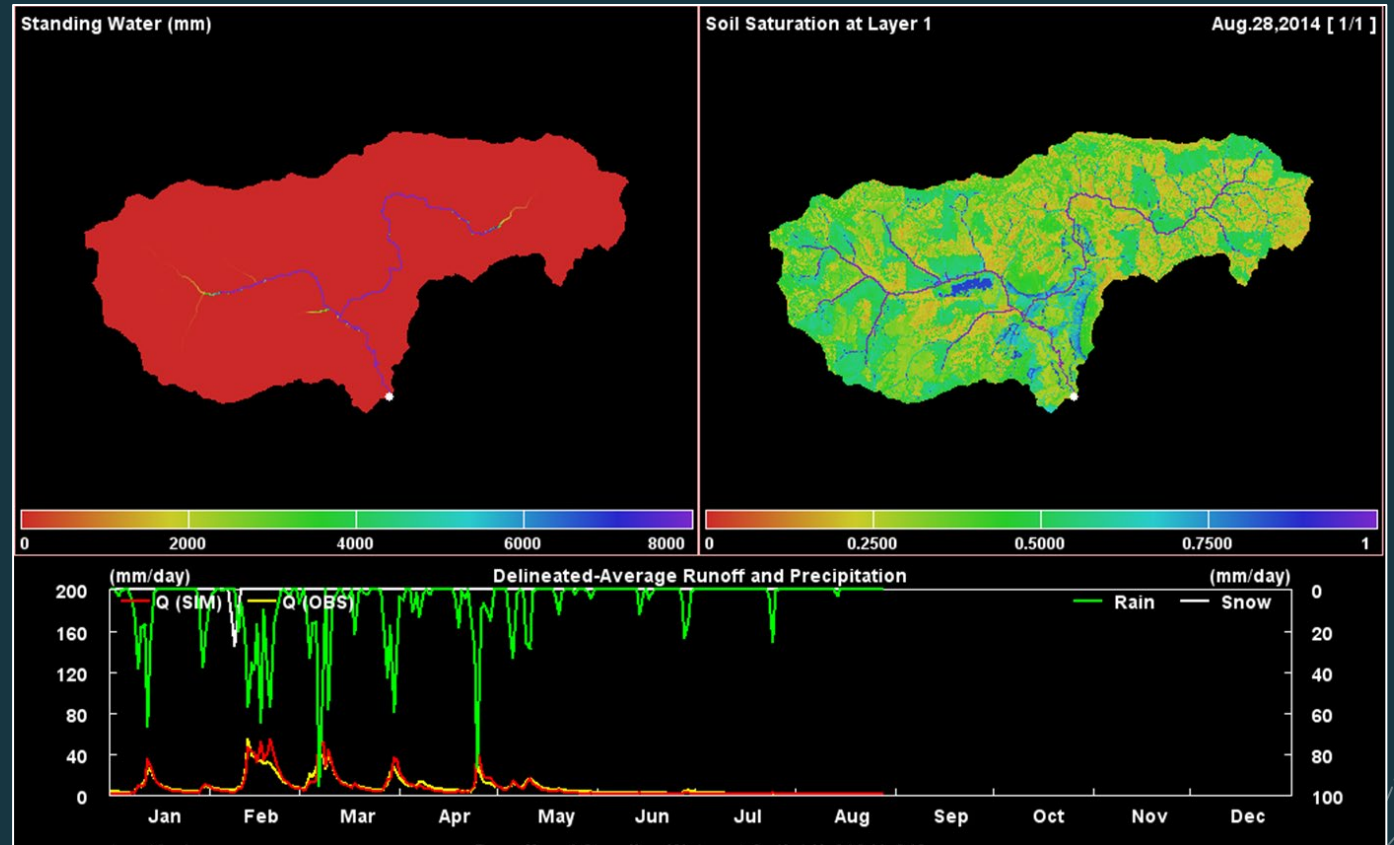 Standing Water (mm)
Soil Saturation at Layer 1 Aug.28,2014 [ 1/1 ]
0 2000 4000 6000 8000
0 0.2500 0.5000 0.7500 1
(mm/day) Delineated-Average Runoff and Precipitation (mm/day)
200 Q (SIM) Q (OBS) Rain Snow 0
160 20
120 40
80 60
40 80
0 100
Jan Feb Mar Apr May Jun Jul Aug Sep Oct Nov Dec